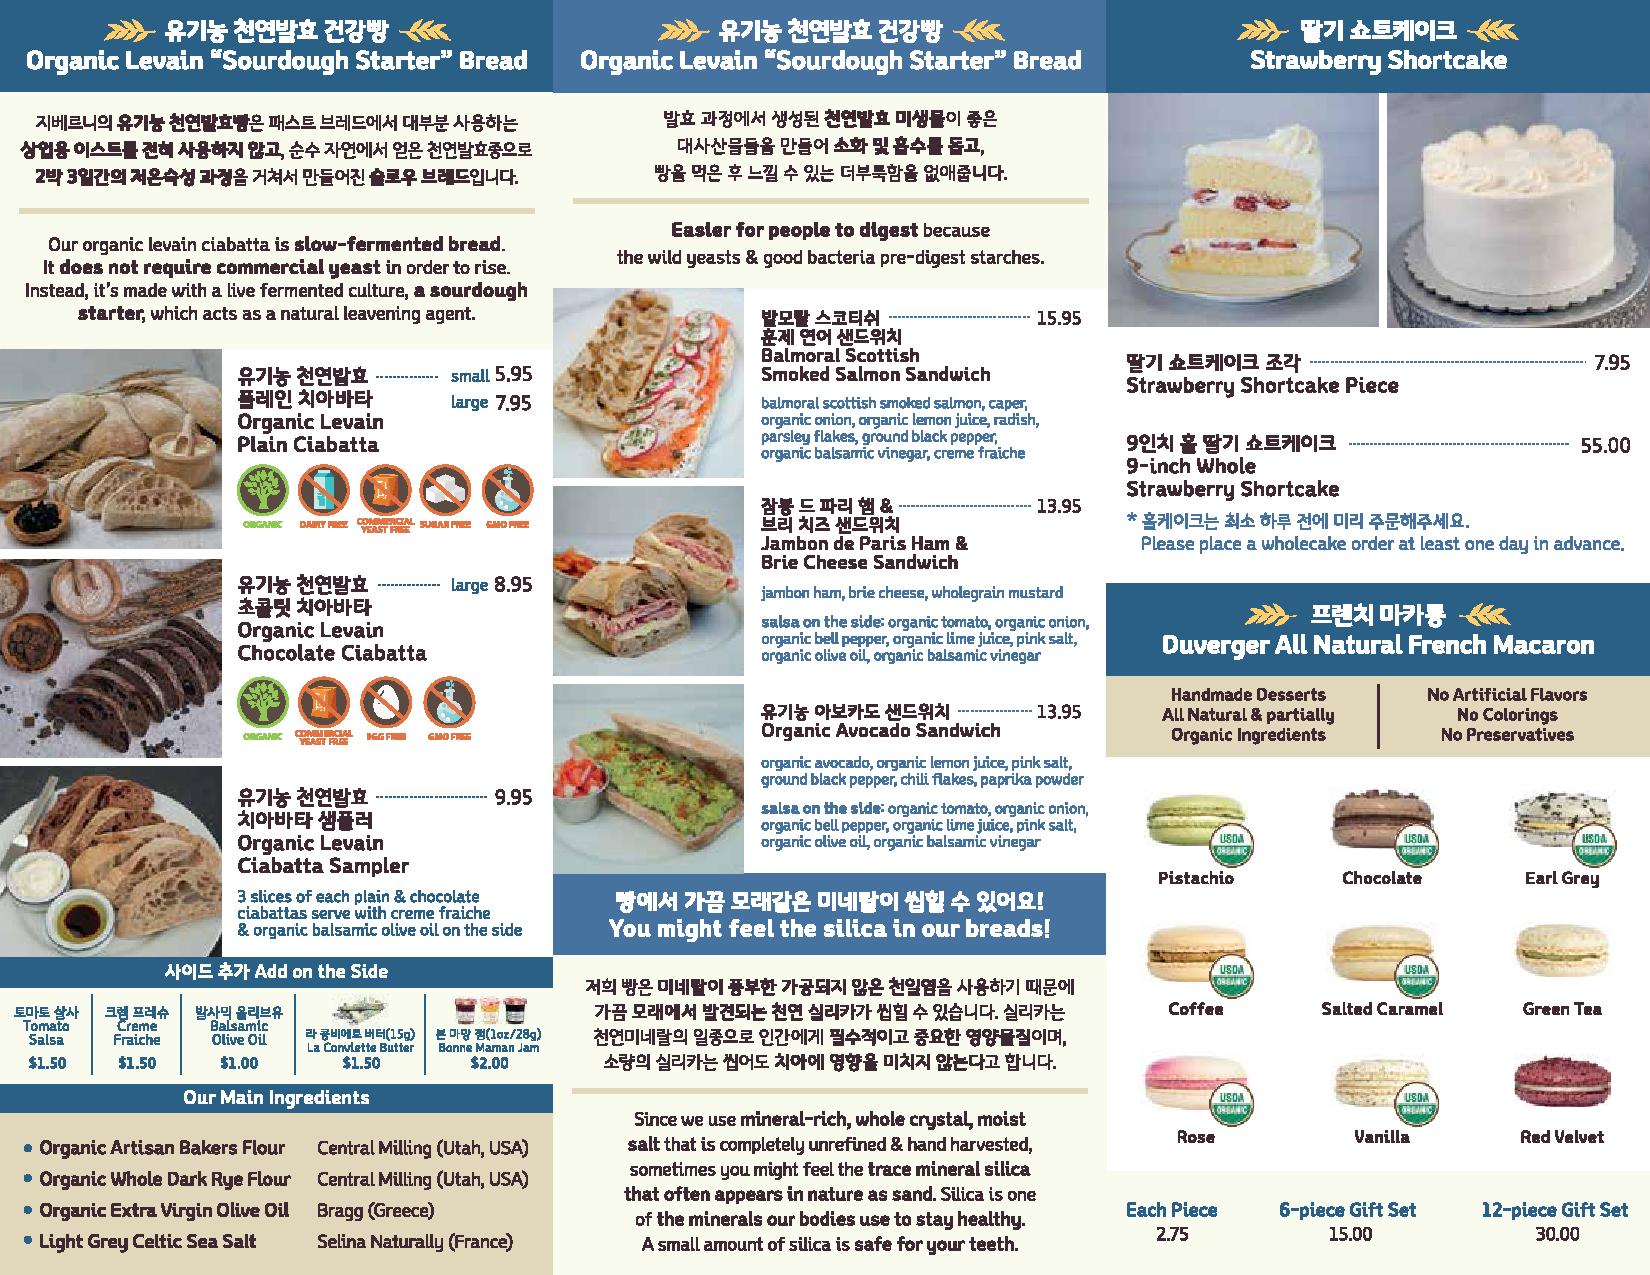 유기농 천연발효 건강빵
Organic Levain “Sourdough Starter” Bread
지베르니의 유기농 천연발효빵은 패스트 브레드에서 대부분 사용하는
상업용 이스트를 전혀 사용하지 않고, 순수 자연에서 얻은 천연발효종으로
2박 3일간의 저온숙성 과정을 거쳐서 만들어진 슬로우 브레드입니다.
Our organic levain ciabatta is slow-fermented bread.
It does not require commercial yeast in order to rise.
Instead, it's made with a live fermented culture, a sourdough
starter, which acts as a natural leavening agent.
유기농 천연발효 small 5.95
플레인 치아바타 large 7.95
Organic Levain
Plain Ciabatta
ORGANIC DAIRY FREE COMMERCIAL YEAST FREE SUGAR FREE GMO FREE
유기농 천연발효 large 8.95
초콜릿 치아바타
Organic Levain
Chocolate Ciabatta
ORGANIC COMMERCIAL YEAST FREE EGG FREE GMO FREE
유기농 천연발효 9.95
치아바타 샘플러
Organic Levain
Ciabatta Sampler
3 slices of each plain & chocolate
ciabattas serve with creme fraiche
& organic balsamic olive oil on the side
사이드 추가 Add on the Side
토마토 살사
Tomato
Salsa
$1.50
크렘 프레슈
Creme
Fraiche
$1.50
발사믹 올리브유
Balsamic
Olive Oil
$1.00
라 콩비에트 버터(15g)
La Conviette Butter
$1.50
본 마망 잼(1oz/28g)
Bonne Maman Jam
$2.00
Our Main Ingredients
• Organic Artisan Bakers Flour Central Milling (Utah, USA)
• Organic Whole Dark Rye Flour Central Milling (Utah, USA)
• Organic Extra Virgin Olive Oil Bragg (Greece)
• Light Grey Celtic Sea Salt Selina Naturally (France)
유기농 천연발효 건강빵
Organic Levain “Sourdough Starter” Bread
발효 과정에서 생성된 천연발효 미생물이 좋은
대사산물들을 만들어 소화 및 흡수를 돕고,
빵을 먹은 후 느낄 수 있는 더부룩함을 없애줍니다.
Easier for people to digest because
the wild yeasts & good bacteria pre-digest starches.
발모랄 스코티쉬 15.95
훈제 연어 샌드위치
Balmoral Scottish
Smoked Salmon Sandwich
balmoral scottish smoked salmon, caper,
organic onion, organic lemon juice, radish,
parsley flakes, ground black pepper,
organic balsamic vinegar, creme fraiche
잠봉 드 파리 햄 & 13.95
브리 치즈 샌드위치
Jambon de Paris Ham &
Brie Cheese Sandwich
jambon ham, brie cheese, wholegrain mustard
salsa on the side: organic tomato, organic onion,
organic bell pepper, organic lime juice, pink salt,
organic olive oil, organic balsamic vinegar
유기농 아보카도 샌드위치 13.95
Organic Avocado Sandwich
organic avocado, organic lemon juice, pink salt,
ground black pepper, chili flakes, paprika powder
salsa on the side: organic tomato, organic onion,
organic bell pepper, organic lime juice, pink salt,
organic olive oil, organic balsamic vinegar
빵에서 가끔 모래같은 미네랄이 씹힐 수 있어요!
You might feel the silica in our breads!
저희 빵은 미네랄이 풍부한 가공되지 않은 천일염을 사용하기 때문에
가끔 모래에서 발견되는 천연 실리카가 씹힐 수 있습니다. 실리카는
천연미네랄의 일종으로 인간에게 필수적이고 중요한 영양물질이며,
소량의 실리카는 씹어도 치아에 영향을 미치지 않는다고 합니다.
Since we use mineral-rich, whole crystal, moist
salt that is completely unrefined & hand harvested,
sometimes you might feel the trace mineral silica
that often appears in nature as sand. Silica is one
of the minerals our bodies use to stay healthy.
A small amount of silica is safe for your teeth.
딸기 쇼트케이크
Strawberry Shortcake
딸기 쇼트케이크 조각 7.95
Strawberry Shortcake Piece
9인치 홀 딸기 쇼트케이크 55.00
9-inch Whole
Strawberry Shortcake
* 홀케이크는 최소 하루 전에 미리 주문해주세요.
Please place a wholecake order at least one day in advance.
프렌치 마카롱
Duverger All Natural French Macaron
Handmade Desserts
All Natural & partially
Organic Ingredients
No Artificial Flavors
No Colorings
No Preservatives
USDA ORGANIC USDA ORGANIC USDA ORGANIC
Pistachio Chocolate Earl Grey
USDA ORGANIC USDA ORGANIC
Coffee Salted Caramel Green Tea
USDA ORGANIC USDA ORGANIC
Rose Vanilla Red Velvet
Each Piece 6-piece Gift Set 12-piece Gift Set
2.75 15.00 30.00